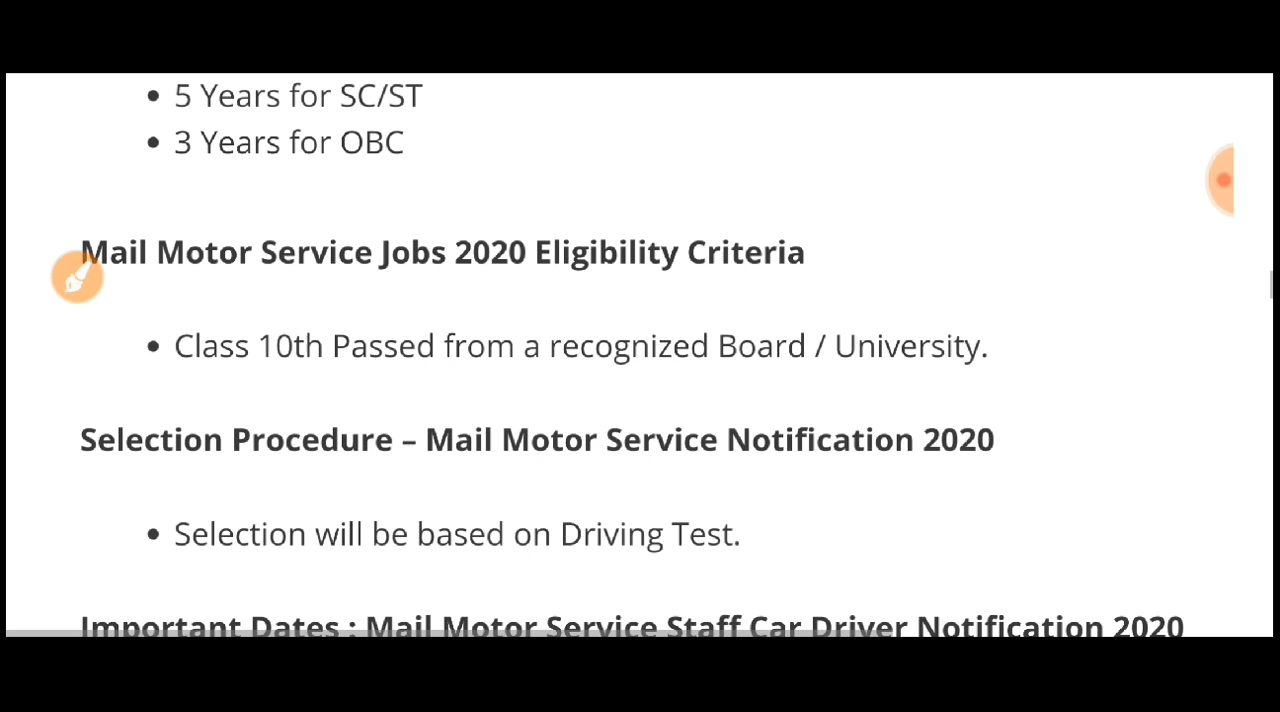 5 Years for SC/ST
3 Years for OBC
Mail Motor Service Jobs 2020 Eligibility Criteria
Class 10th Passed from a recognized Board / University.
Selection Procedure – Mail Motor Service Notification 2020
Selection will be based on Driving Test.
Important Dates : Mail Motor Service Staff Car Driver Notification 2020